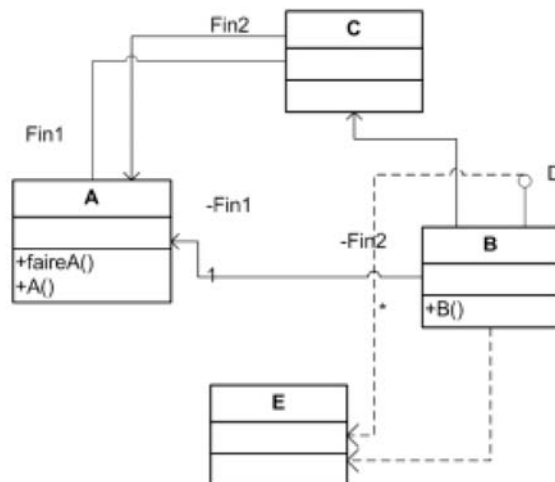 C
Fin2
Fin1
A
+faireA()
+A()
-Fin1
1
-Fin2
*
D
B
+B()
E